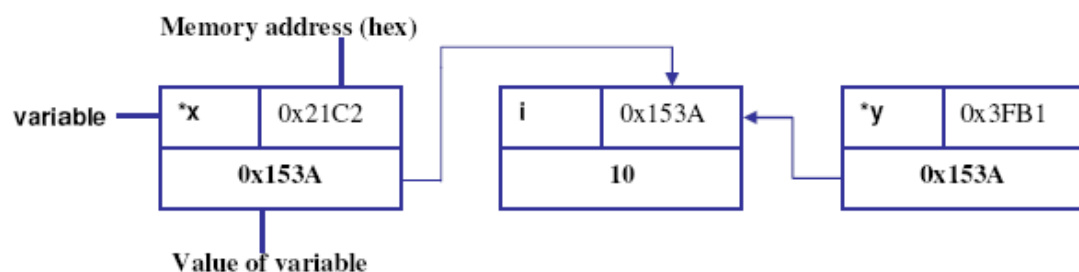 Memory address (hex)
variable
*x 0x21C2
0x153A
i 0x153A
10
*y 0x3FB1
0x153A
Value of variable